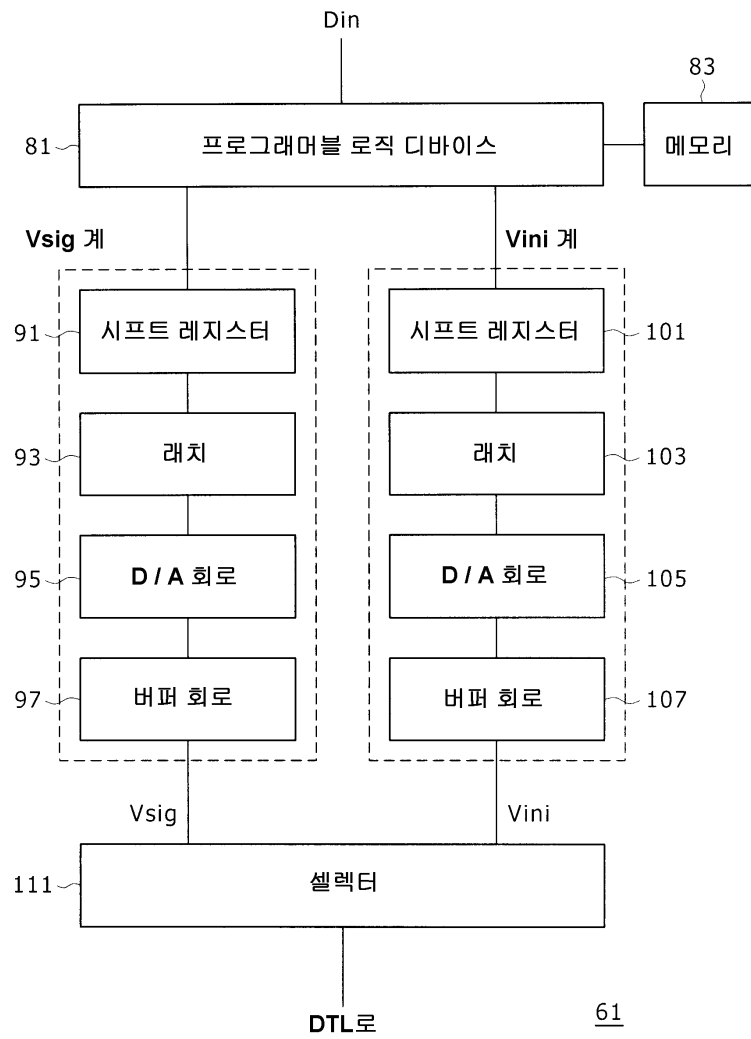 Din
83
81
프로그래머블 로직 디바이스
메모리
Vsig 계
Vini 계
91
시프트 레지스터
시프트 레지스터
101
93
래치
래치
103
95
D / A 회로
D / A 회로
105
97
버퍼 회로
버퍼 회로
107
Vsig
Vini
111
셀렉터
DTL로
61